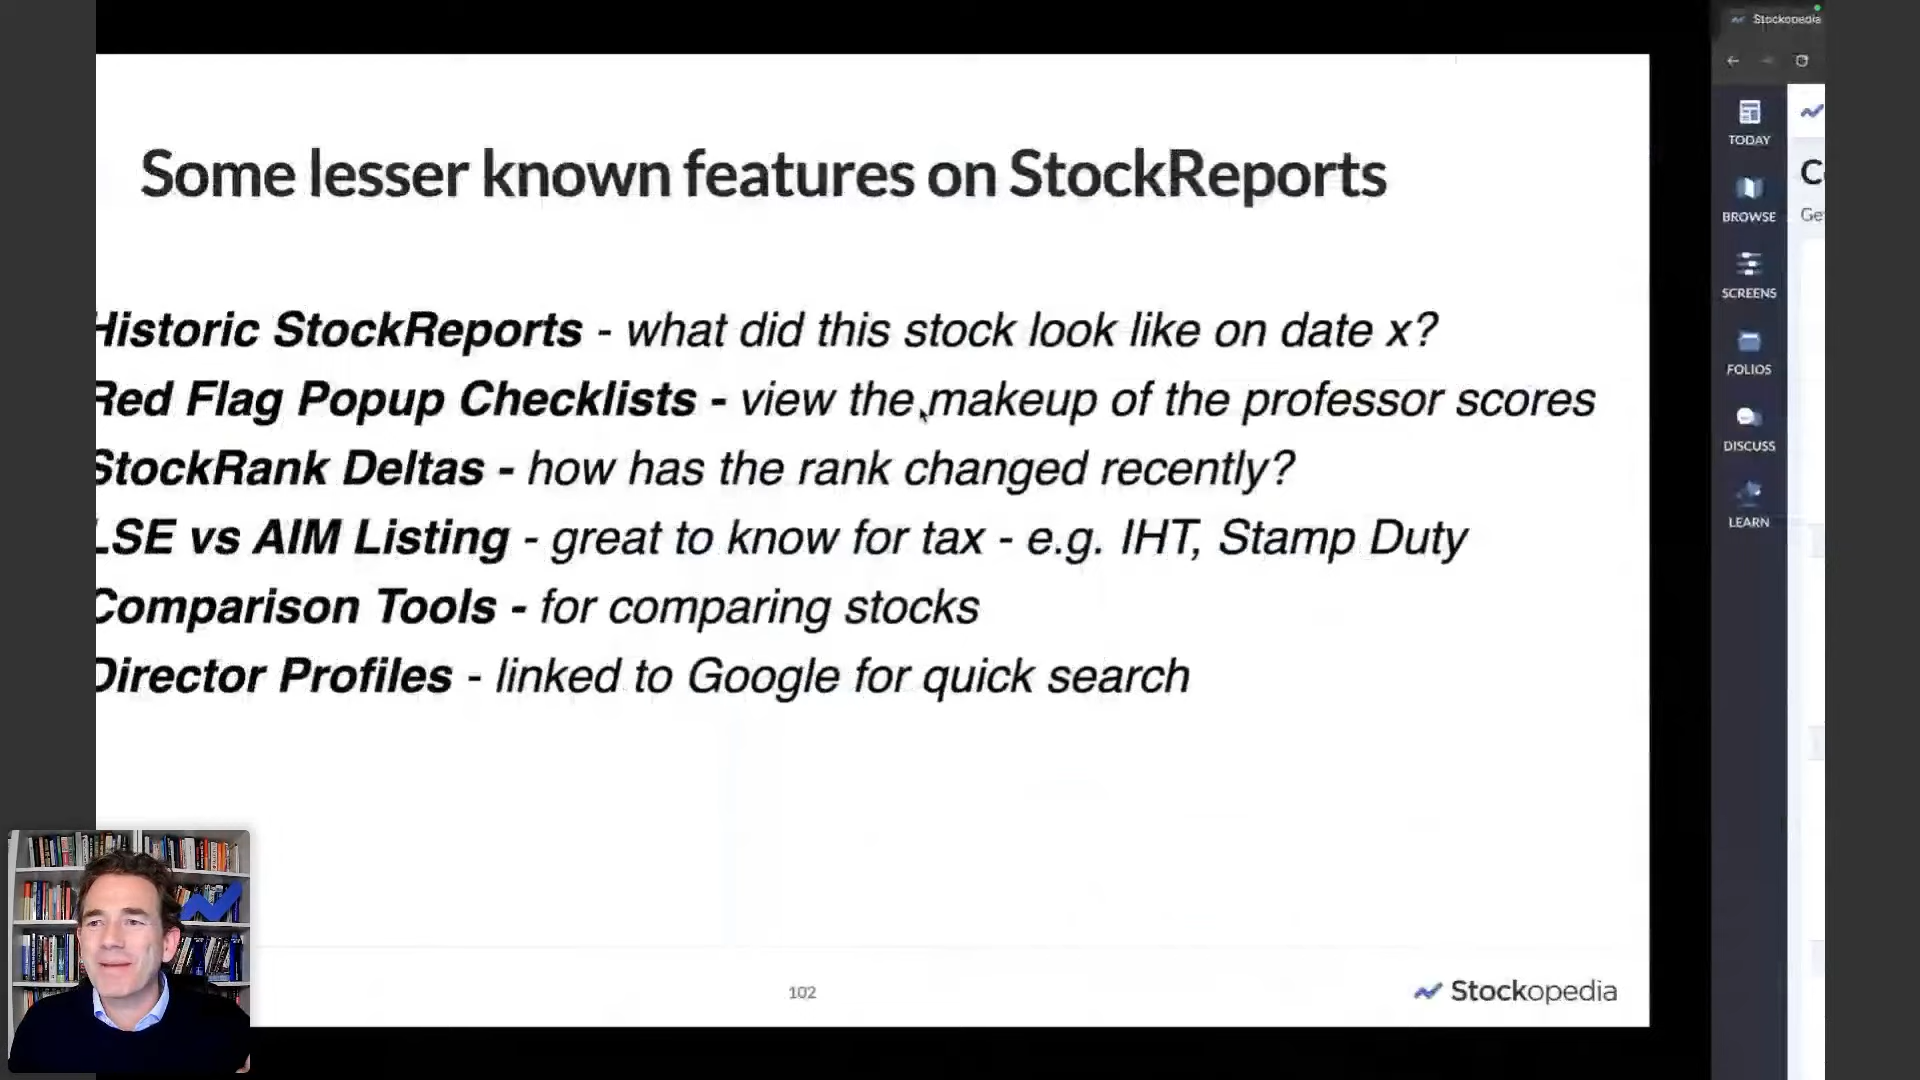 Stockopedia
Some lesser known features on StockReports
Historic StockReports - what did this stock look like on date x?
Red Flag Popup Checklists - view the makeup of the professor scores
StockRank Deltas - how has the rank changed recently?
LSE vs AIM Listing - great to know for tax - e.g. IHT, Stamp Duty
Comparison Tools - for comparing stocks
Director Profiles - linked to Google for quick search
102
Stockopedia
TODAY
BROWSE
SCREENS
FOLIOS
DISCUSS
LEARN